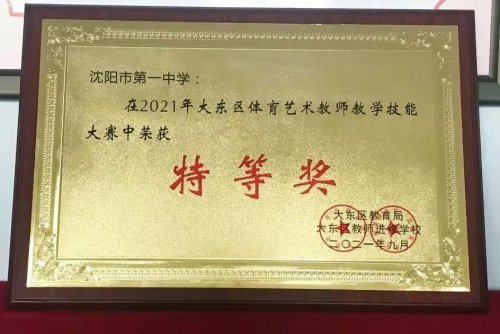 沈阳市第一中学：
在2021年大东区体育艺术教师教学技能
大赛中荣获
特等奖
大东区教育局
大东区教师进修学校
二〇二一年九月